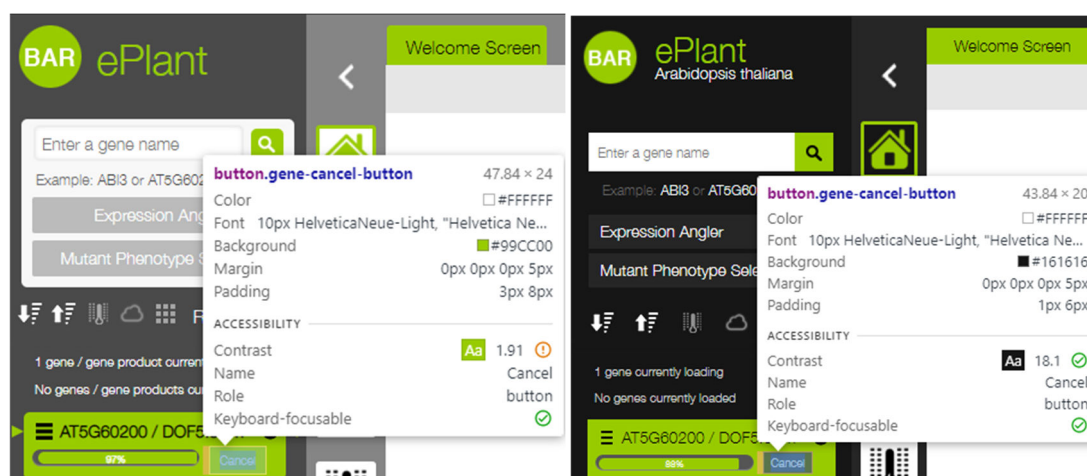 BAR ePlant
Welcome Screen
Enter a gene name
Example: ABI3 or AT5G602
Expression Ang
Mutant Phenotype S
R
1 gene / gene product curren
No genes / gene products cu
AT5G60200 / DOF5
97%
Cancel
button.gene-cancel-button 47.84 × 24
Color #FFFFFF
Font 10px HelveticaNeue-Light, "Helvetica Ne...
Background #99CC00
Margin 0px 0px 0px 5px
Padding 3px 8px
ACCESSIBILITY
Contrast Aa 1.91
Name Cancel
Role button
Keyboard-focusable
BAR ePlant
Arabidopsis thaliana
Welcome Screen
Enter a gene name
Example: ABI3 or AT5G60
Expression Angler
Mutant Phenotype Sele
1 gene currently loading
No genes currently loaded
AT5G60200 / DOF5
Cancel
button.gene-cancel-button 43.84 × 20
Color #FFFFFF
Font 10px HelveticaNeue-Light, "Helvetica Ne...
Background #161616
Margin 0px 0px 0px 5px
Padding 1px 6px
ACCESSIBILITY
Contrast Aa 18.1
Name Cancel
Role button
Keyboard-focusable